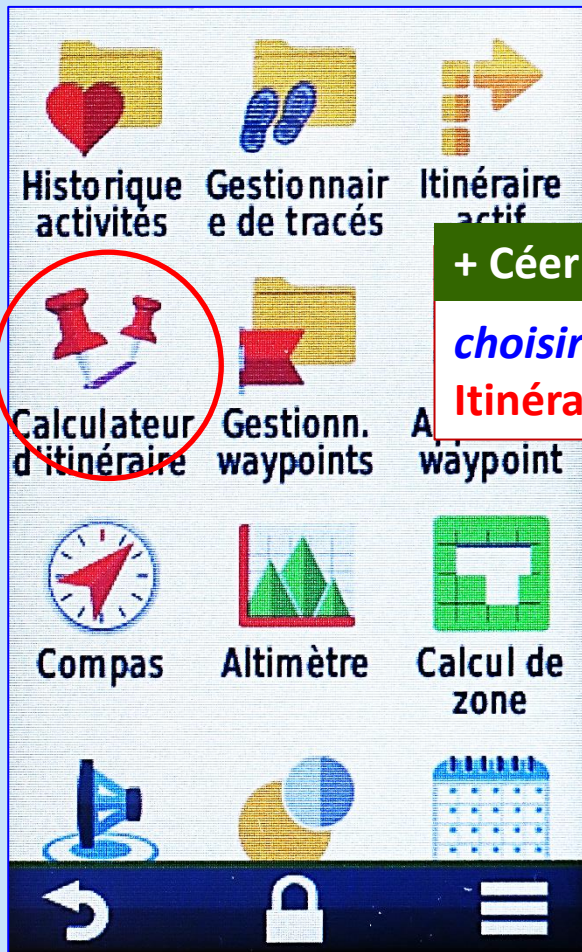 Historique
activités
Gestionnair
e de tracés
Itinéraire
actif
+ Céer
choisir
Itinéra
Calculateur
d'itinéraire
Gestionn.
waypoints
waypoint
Compas
Altimètre
Calcul de
zone